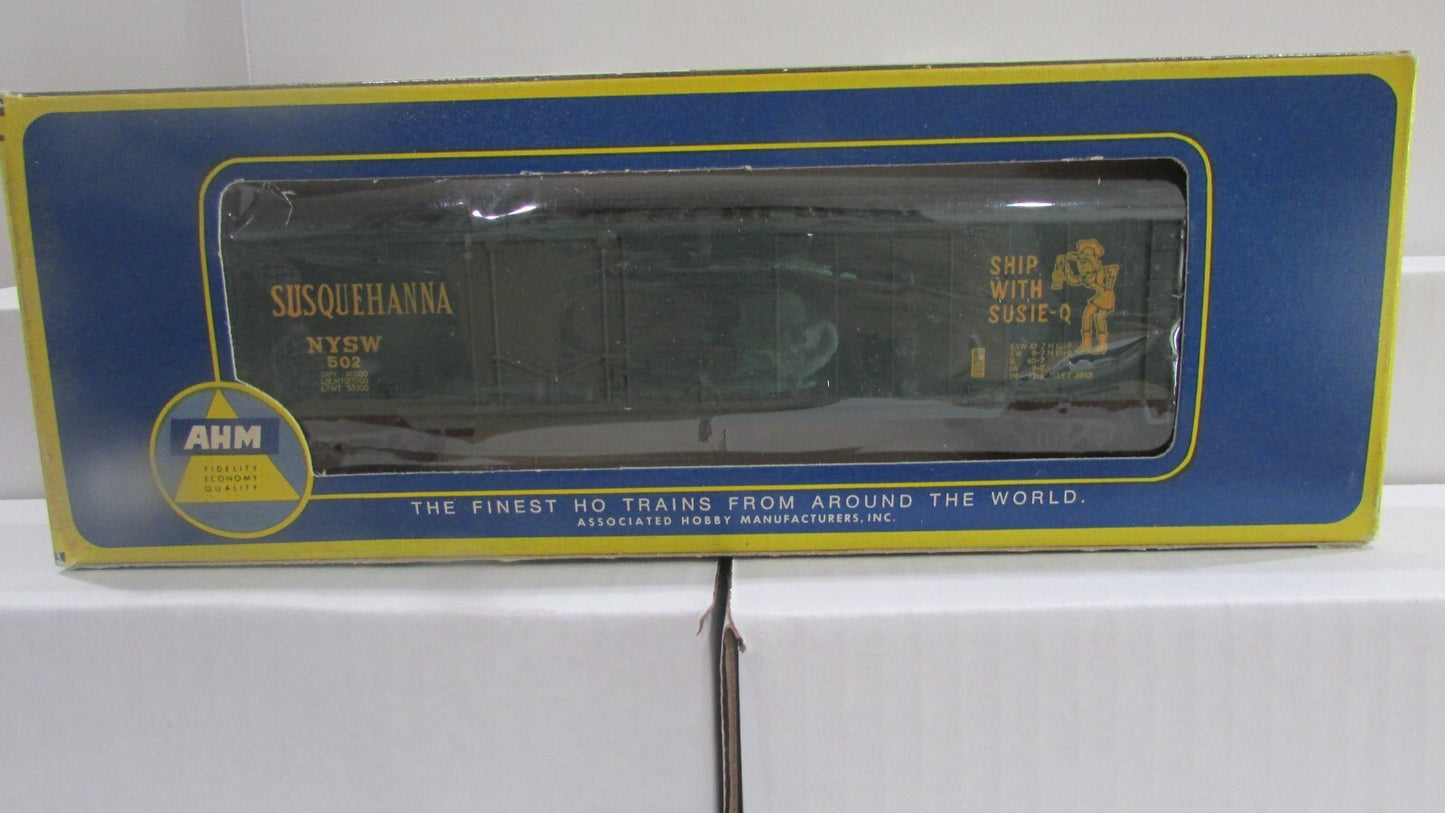 SUSQUEHANNA
NYSW
502
SHIP
WITH
SUSIE-Q
AHM
FIDELITY
ECONOMY
QUALITY
THE FINEST HO TRAINS FROM AROUND THE WORLD.
ASSOCIATED HOBBY MANUFACTURERS, INC.